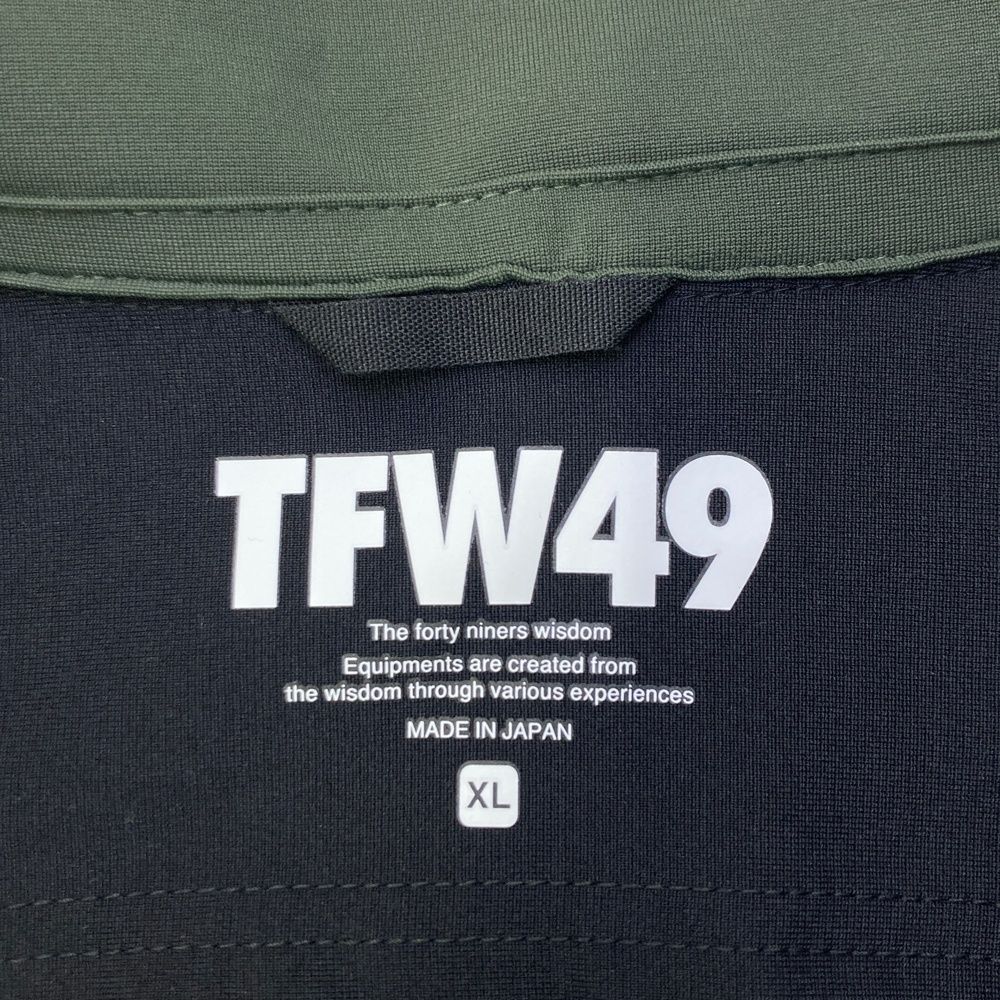 TFW49
The forty niners wisdom
Equipments are created from
the wisdom through various experiences
MADE IN JAPAN
XL